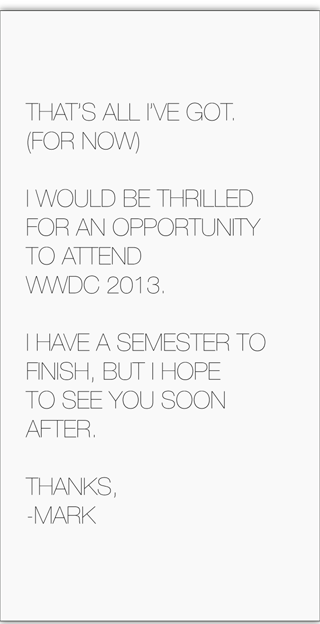 THAT'S ALL I'VE GOT.
(FOR NOW)
I WOULD BE THRILLED
FOR AN OPPORTUNITY
TO ATTEND
WWDC 2013.
I HAVE A SEMESTER TO
FINISH, BUT I HOPE
TO SEE YOU SOON
AFTER.
THANKS,
-MARK